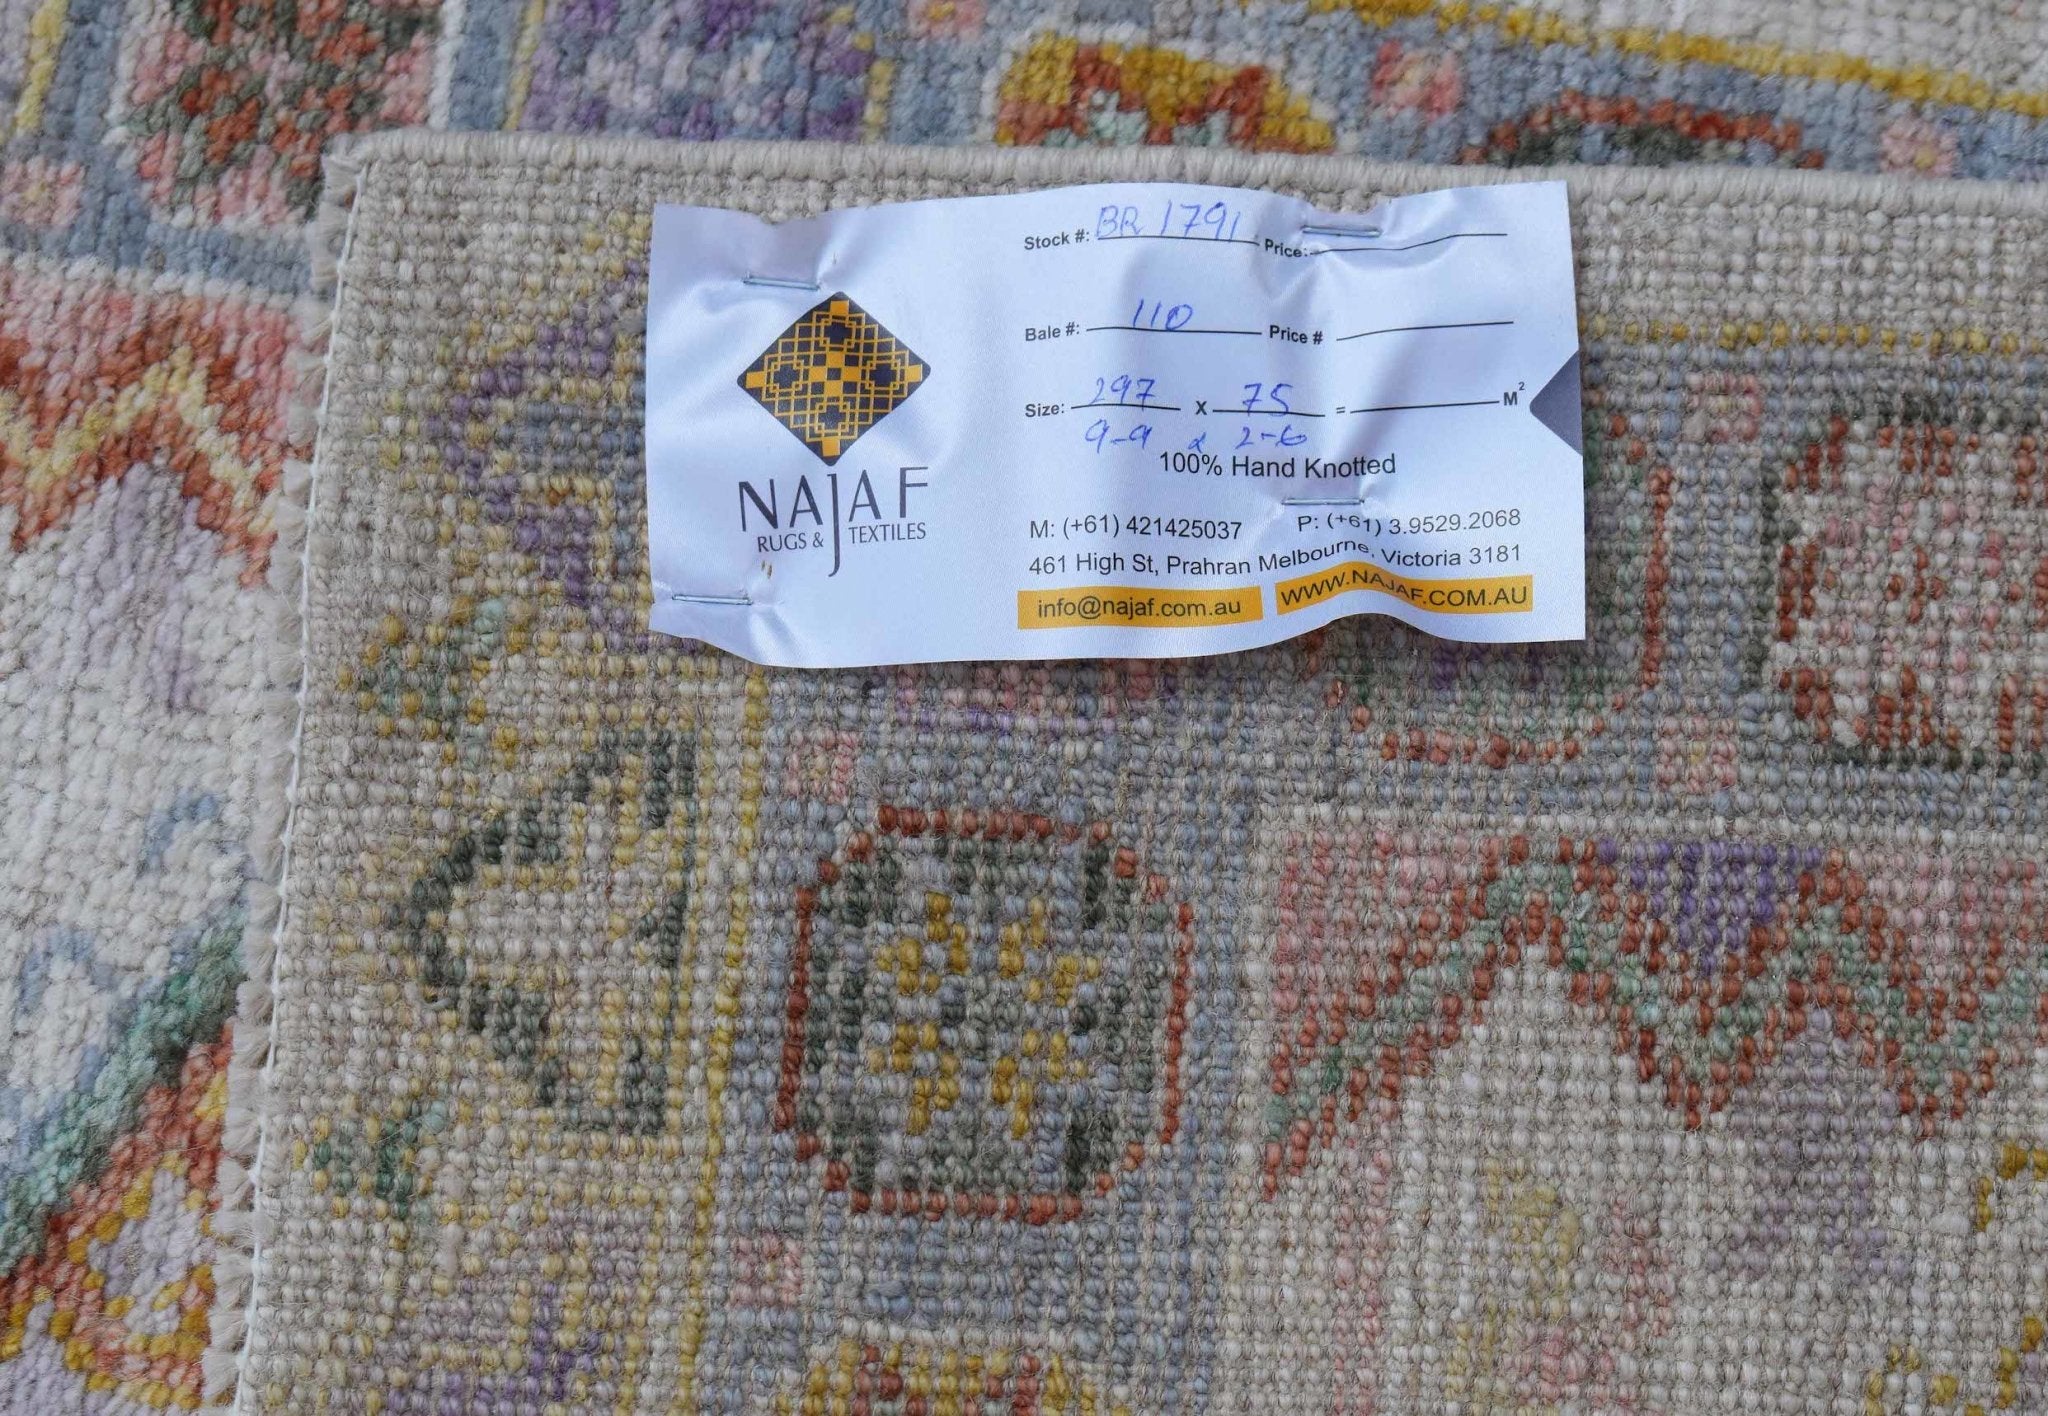 Stock #: BR 1791 Price:
Bale #: 110 Price #
Size: 297 X 75 = M²
9-9 x 2-6
100% Hand Knotted
NAJAF
RUGS & TEXTILES
M: (+61) 421425037 P: (+61) 3.9529.2068
461 High St, Prahran Melbourne, Victoria 3181
info@najaf.com.au WWW.NAJAF.COM.AU